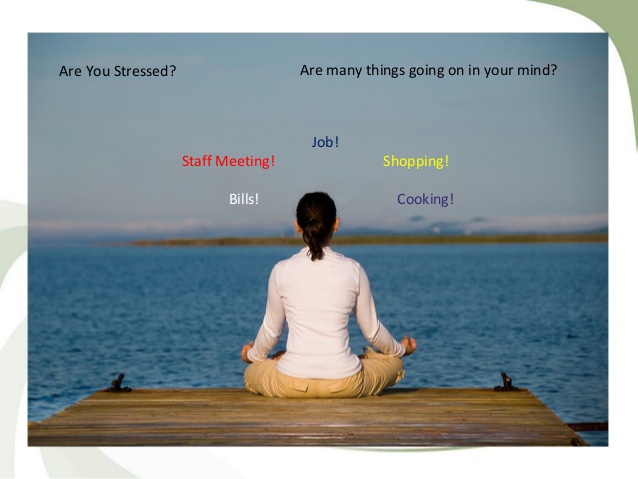 Are You Stressed?
Are many things going on in your mind?
Job!
Staff Meeting!
Shopping!
Bills!
Cooking!